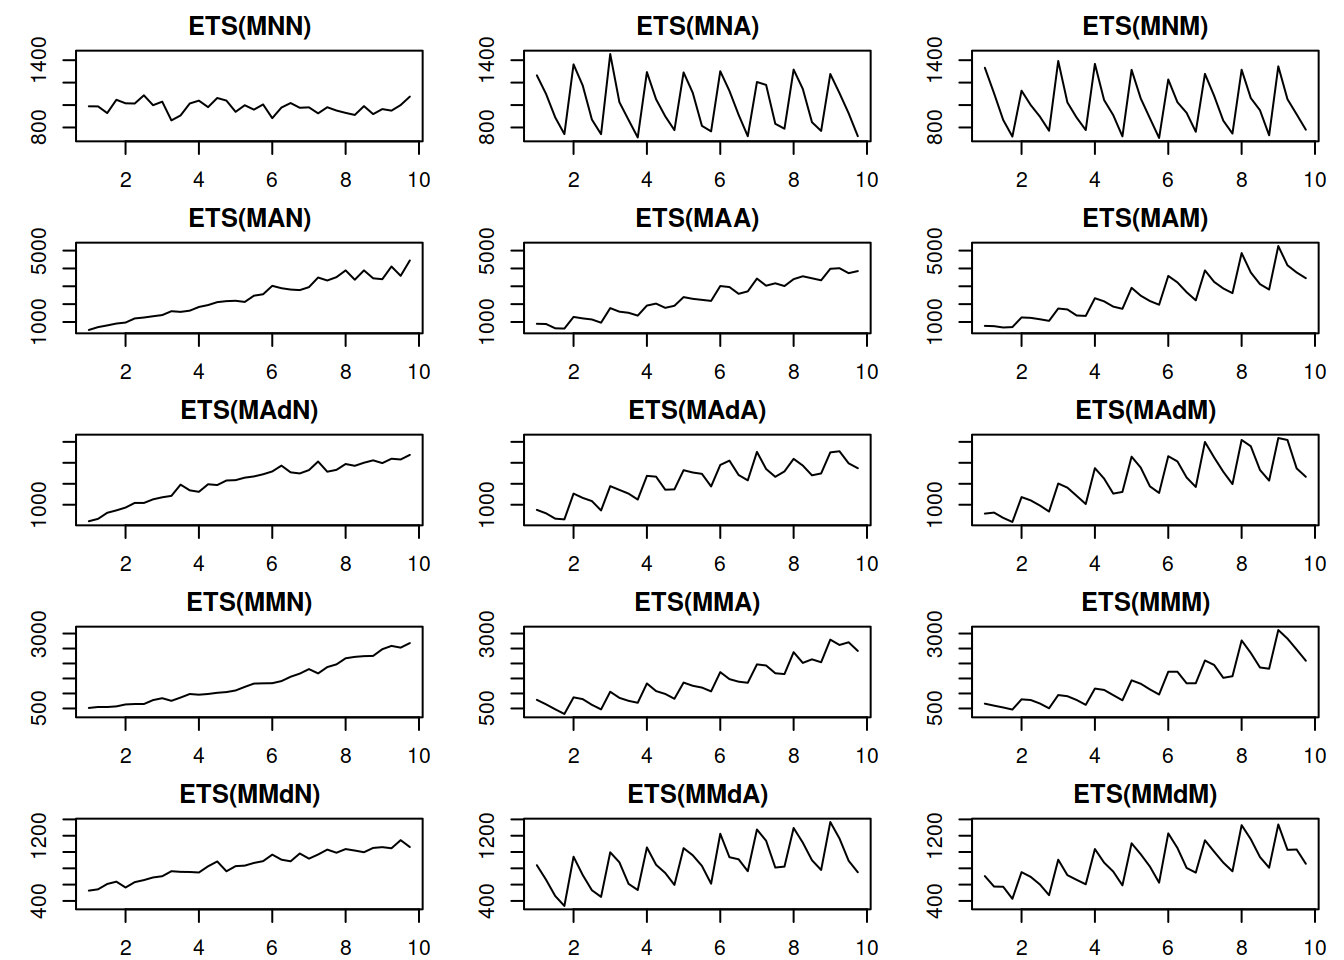 ETS(MNN) ETS(MNA) ETS(MNM)
1400 1400 1400
800 800 800
2 4 6 8 10 2 4 6 8 10 2 4 6 8 10
ETS(MAN) ETS(MAA) ETS(MAM)
5000 5000 5000
1000 1000 1000
2 4 6 8 10 2 4 6 8 10 2 4 6 8 10
ETS(MAdN) ETS(MAdA) ETS(MAdM)
1000 1000 1000
2 4 6 8 10 2 4 6 8 10 2 4 6 8 10
ETS(MMN) ETS(MMA) ETS(MMM)
3000 3000 3000
500 500 500
2 4 6 8 10 2 4 6 8 10 2 4 6 8 10
ETS(MMdN) ETS(MMdA) ETS(MMdM)
1200 1200 1200
400 400 400
2 4 6 8 10 2 4 6 8 10 2 4 6 8 10